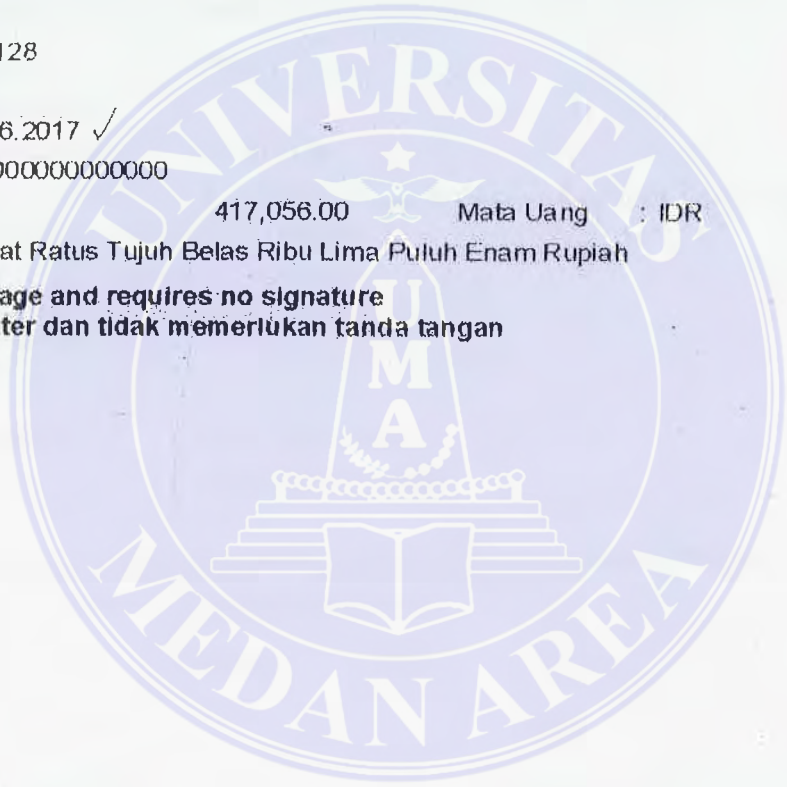 128
6.2017 ✓
000000000000
417,056.00 Mata Uang : IDR
at Ratus Tujuh Belas Ribu Lima Puluh Enam Rupiah
age and requires no signature
ter dan tidak memerlukan tanda tangan
UNIVERSITAS
UMA
MEDAN AREA